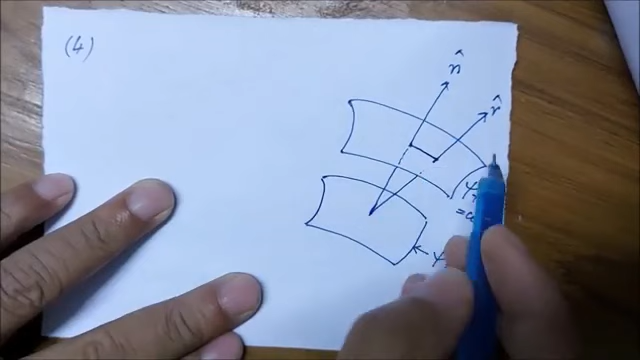 (4)
n̂
r̂
ψ
=
ψ